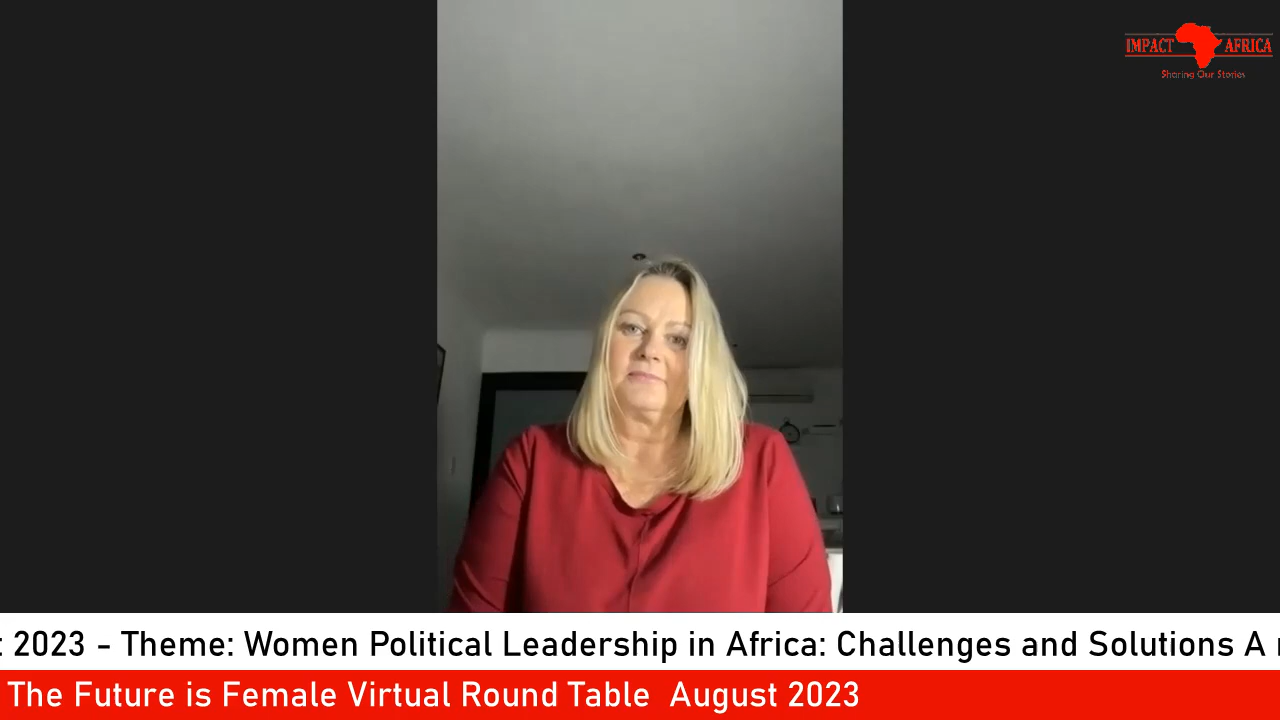 IMPACT AFRICA
Sharing Our Stories
2023 - Theme: Women Political Leadership in Africa: Challenges and Solutions A
The Future is Female Virtual Round Table August 2023